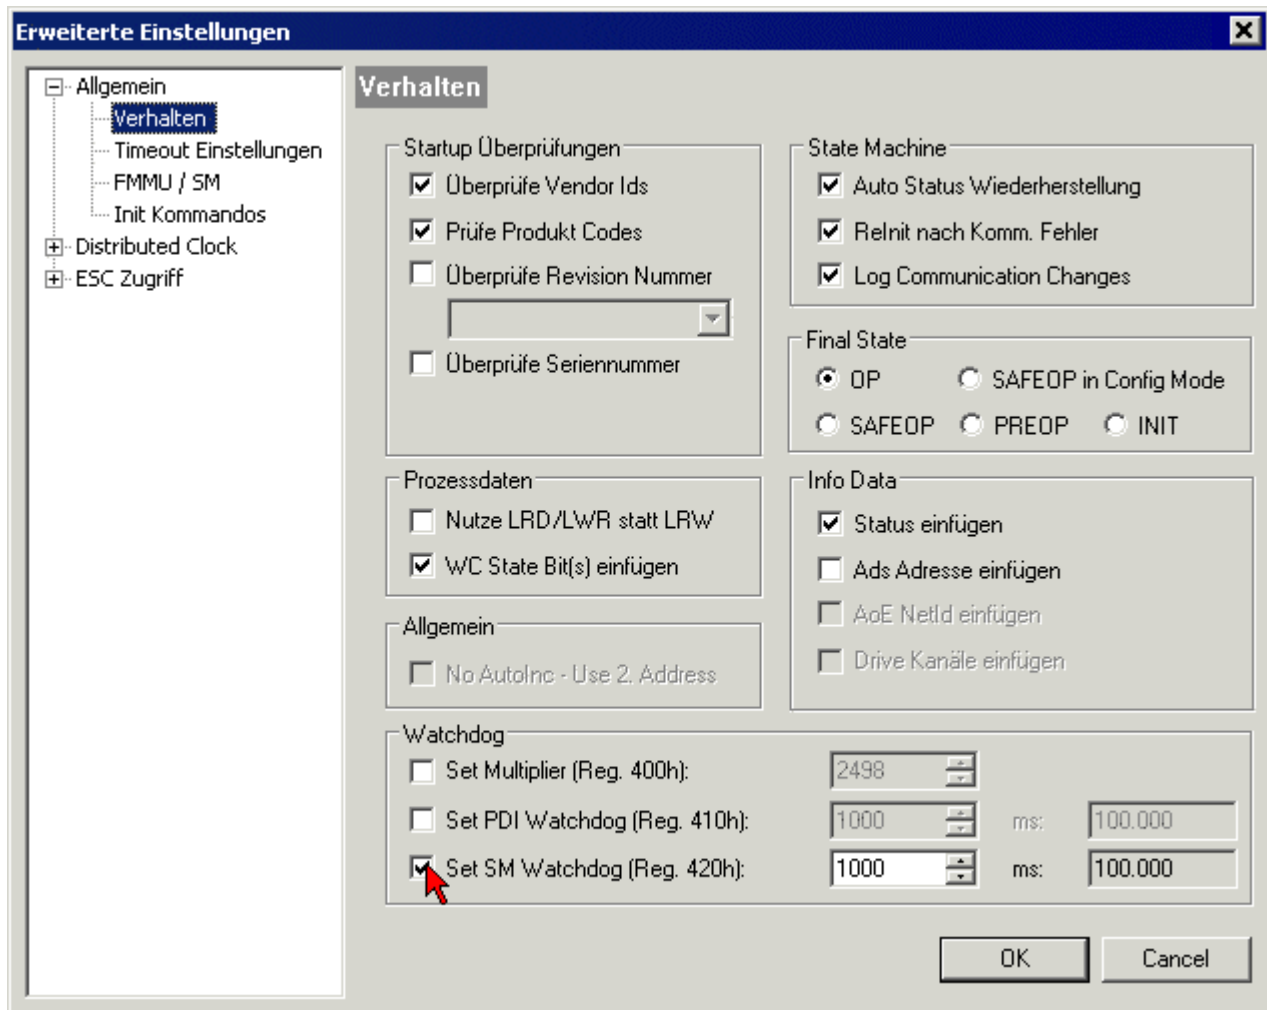 Erweiterte Einstellungen
Allgemein
Verhalten
Timeout Einstellungen
FMMU / SM
Init Kommandos
Distributed Clock
ESC Zugriff
Verhalten
Startup Überprüfungen
Überprüfe Vendor Ids
Prüfe Produkt Codes
Überprüfe Revision Nummer
Überprüfe Seriennummer
State Machine
Auto Status Wiederherstellung
ReInit nach Komm. Fehler
Log Communication Changes
Final State
OP SAFEOP in Config Mode
SAFEOP PREOP INIT
Prozessdaten
Nutze LRD/LWR statt LRW
WC State Bit(s) einfügen
Info Data
Status einfügen
Ads Adresse einfügen
AoE NetId einfügen
Drive Kanäle einfügen
Allgemein
No AutoInc - Use 2. Address
Watchdog
Set Multiplier (Reg. 400h): 2498
Set PDI Watchdog (Reg. 410h): 1000 ms: 100.000
Set SM Watchdog (Reg. 420h): 1000 ms: 100.000
OK Cancel